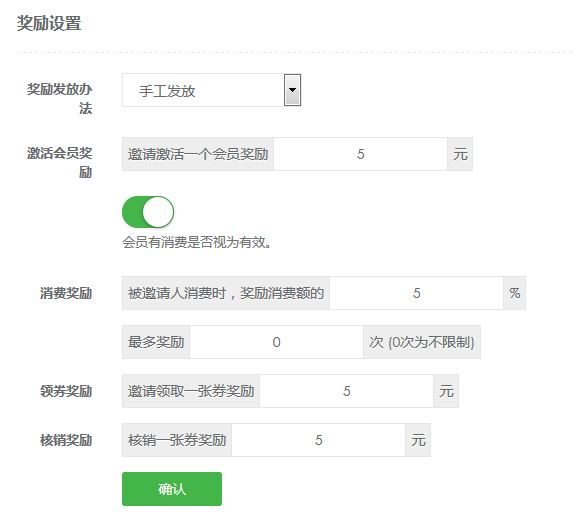 奖励设置
奖励发放办法
手工发放
激活会员奖励
邀请激活一个会员奖励 5 元
会员有消费是否视为有效。
消费奖励 被邀请人消费时，奖励消费额的 5 %
最多奖励 0 次 (0次为不限制)
领券奖励 邀请领取一张券奖励 5 元
核销奖励 核销一张券奖励 5 元
确认